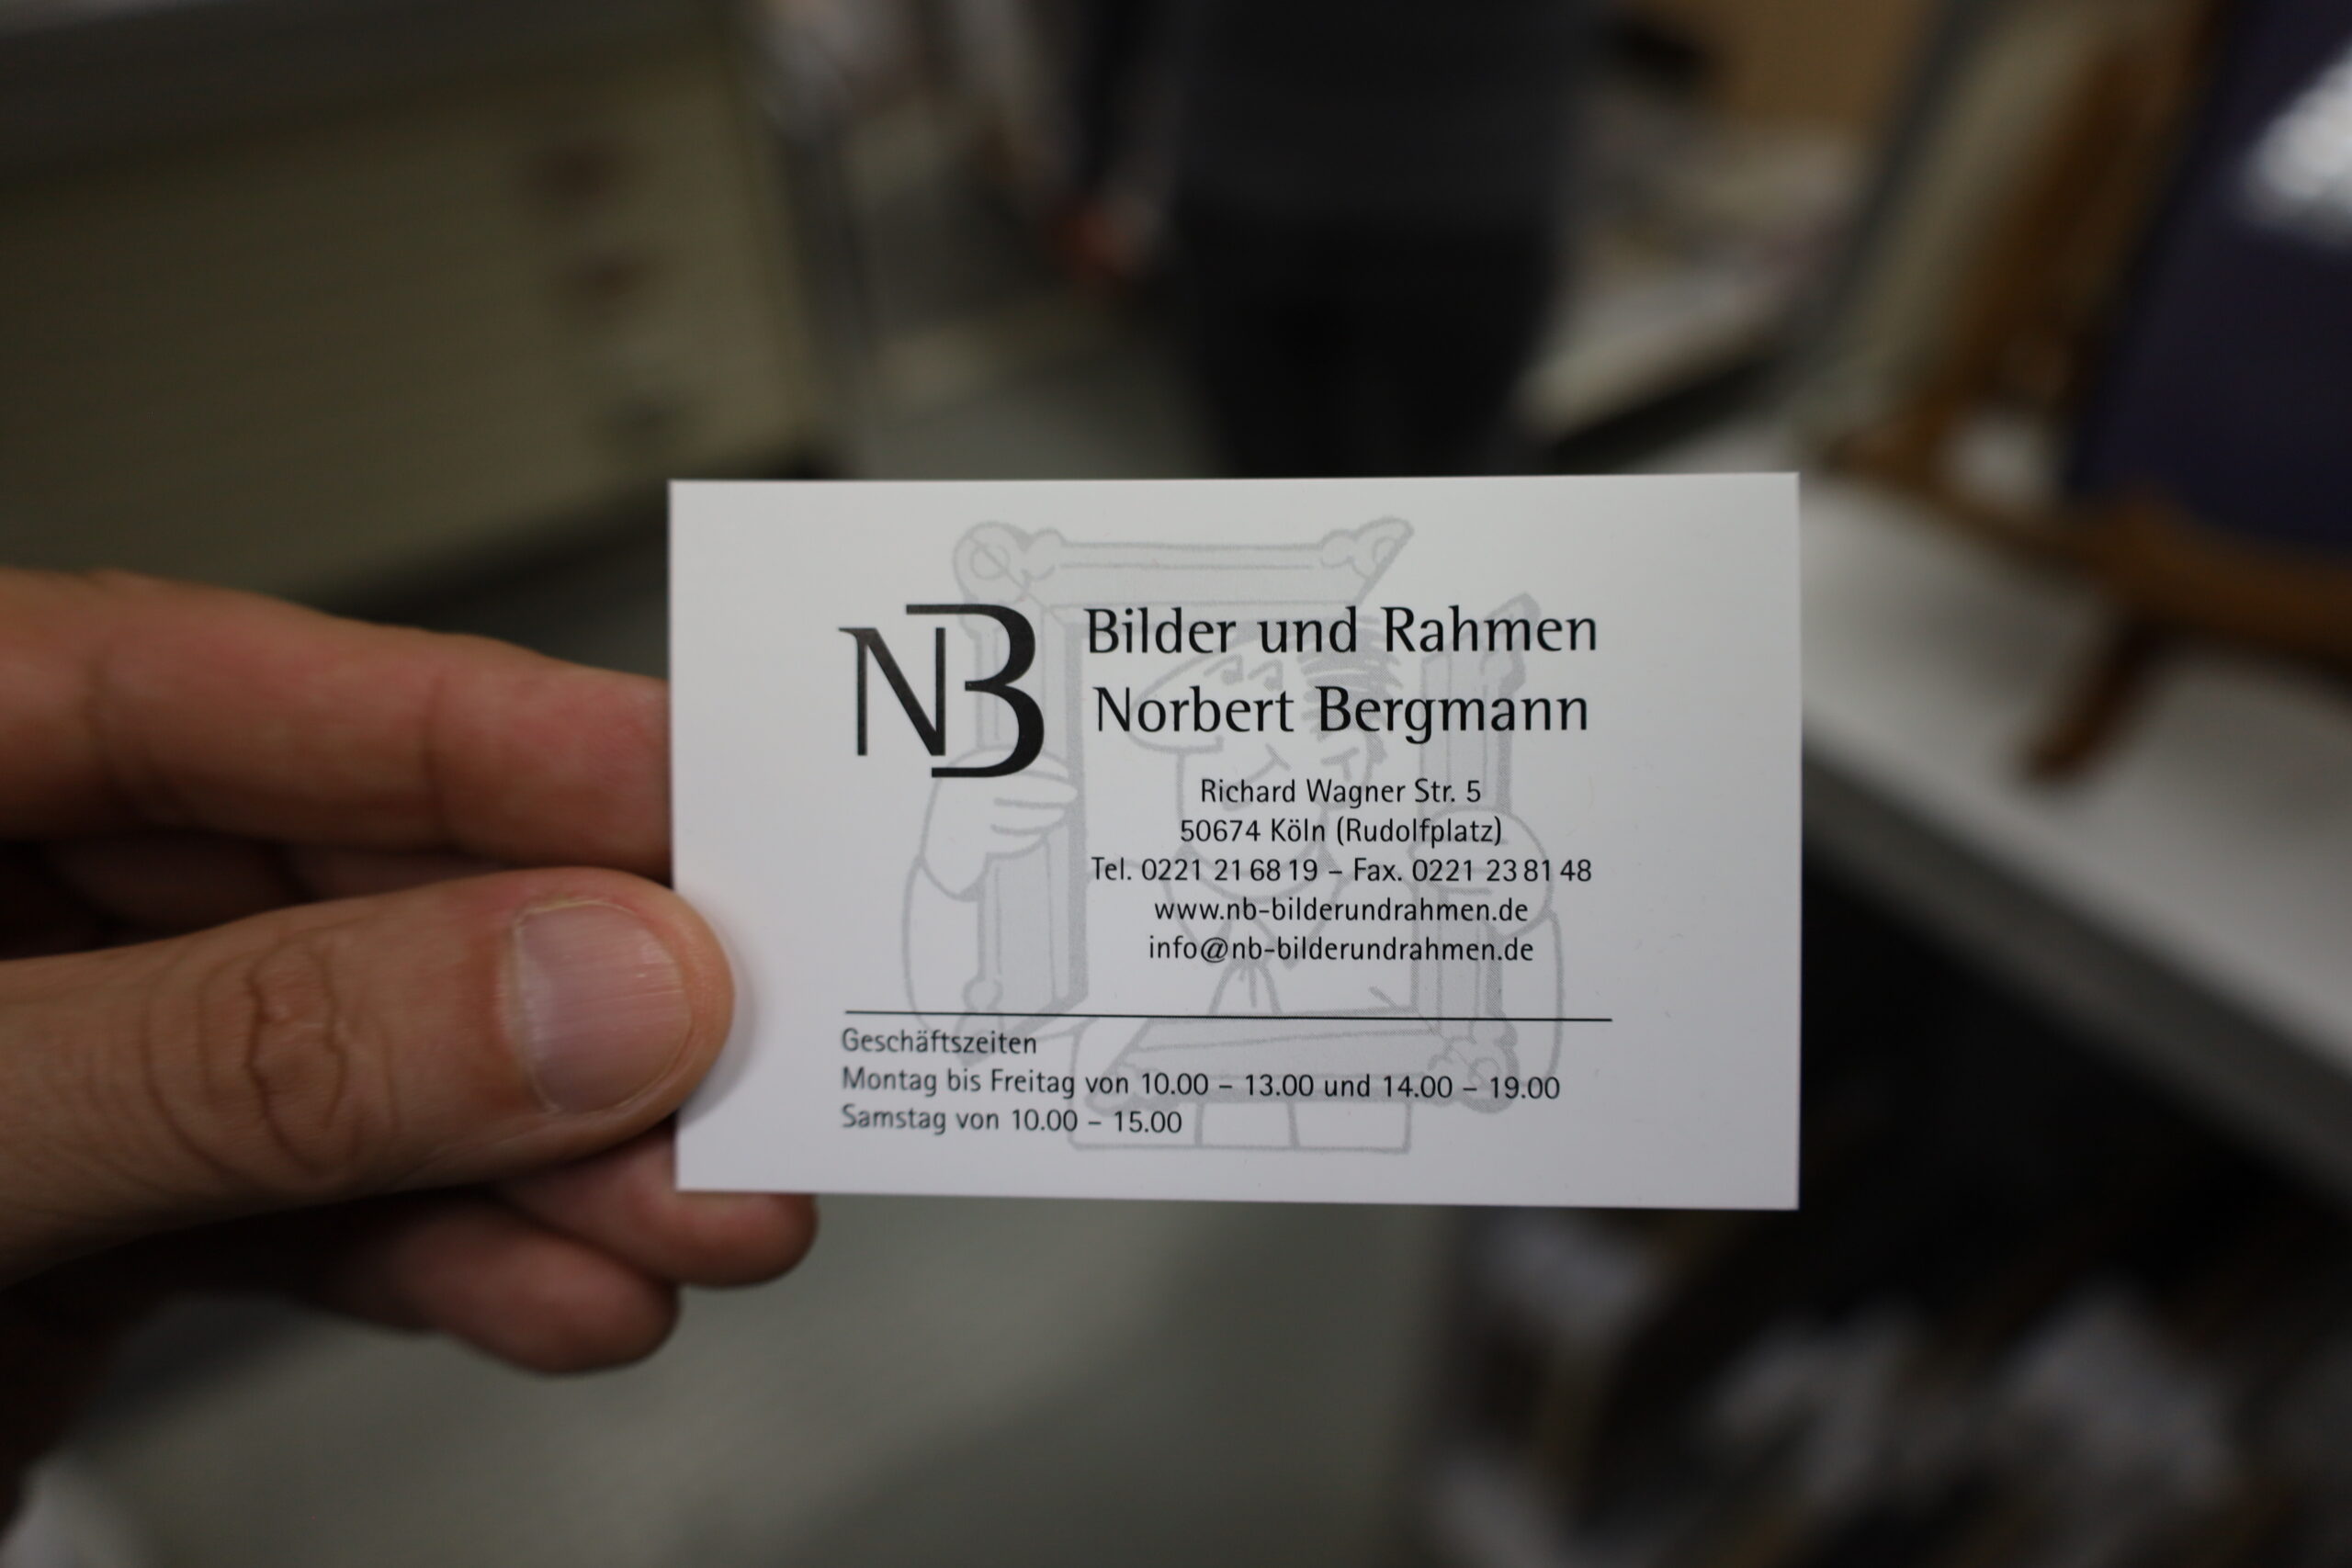 NB
Bilder und Rahmen
Norbert Bergmann
Richard Wagner Str. 5
50674 Köln (Rudolfplatz)
Tel. 0221 21 68 19 – Fax. 0221 23 81 48
www.nb-bilderundrahmen.de
info@nb-bilderundrahmen.de
Geschäftszeiten
Montag bis Freitag von 10.00 – 13.00 und 14.00 – 19.00
Samstag von 10.00 – 15.00